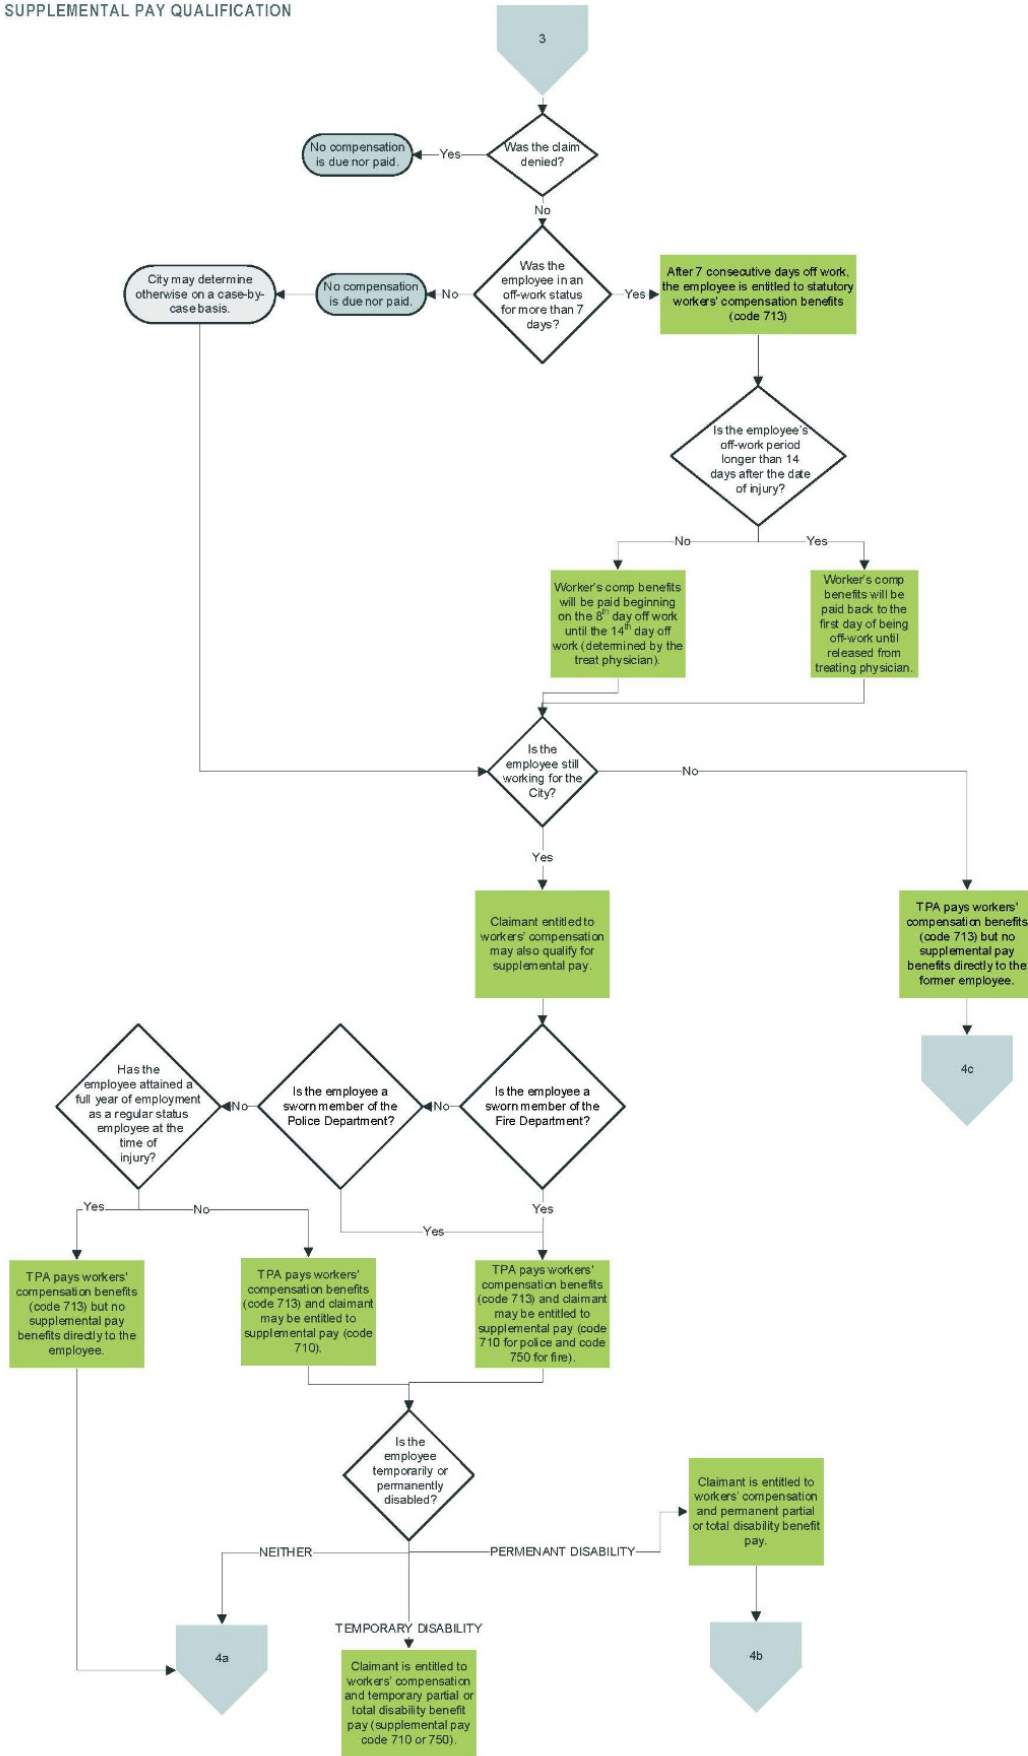 SUPPLEMENTAL PAY QUALIFICATION
3
Was the claim
denied?
Yes
No compensation
is due nor paid.
No
Was the
employee in an
off-work status
for more than 7
days?
No
No compensation
is due nor paid.
City may determine
otherwise on a case-by-
case basis.
Yes
After 7 consecutive days off work,
the employee is entitled to statutory
workers' compensation benefits
(code 713)
Is the employee's
off-work period
longer than 14
days after the date
of injury?
No
Yes
Worker's comp benefits
will be paid beginning
on the 8th day off work
until the 14th day off
work (determined by the
treat physician).
Worker's comp
benefits will be
paid back to the
first day of being
off-work until
released from
treating physician.
Is the
employee still
working for the
City?
No
Yes
Claimant entitled to
workers' compensation
may also qualify for
supplemental pay.
TPA pays workers'
compensation benefits
(code 713) but no
supplemental pay
benefits directly to the
former employee.
4c
Has the
employee attained a
full year of employment
as a regular status
employee at the
time of
injury?
No
Is the employee a
sworn member of the
Police Department?
No
Is the employee a
sworn member of the
Fire Department?
Yes
No
Yes
Yes
TPA pays workers'
compensation benefits
(code 713) but no
supplemental pay
benefits directly to the
employee.
TPA pays workers'
compensation benefits
(code 713) and claimant
may be entitled to
supplemental pay (code
710).
TPA pays workers'
compensation benefits
(code 713) and claimant
may be entitled to
supplemental pay (code
710 for police and code
750 for fire).
Is the
employee
temporarily or
permanently
disabled?
NEITHER
PERMENANT DISABILITY
Claimant is entitled to
workers' compensation
and permanent partial
or total disability benefit
pay.
TEMPORARY DISABILITY
4a
4b
Claimant is entitled to
workers' compensation
and temporary partial or
total disability benefit
pay (supplemental pay
code 710 or 750).